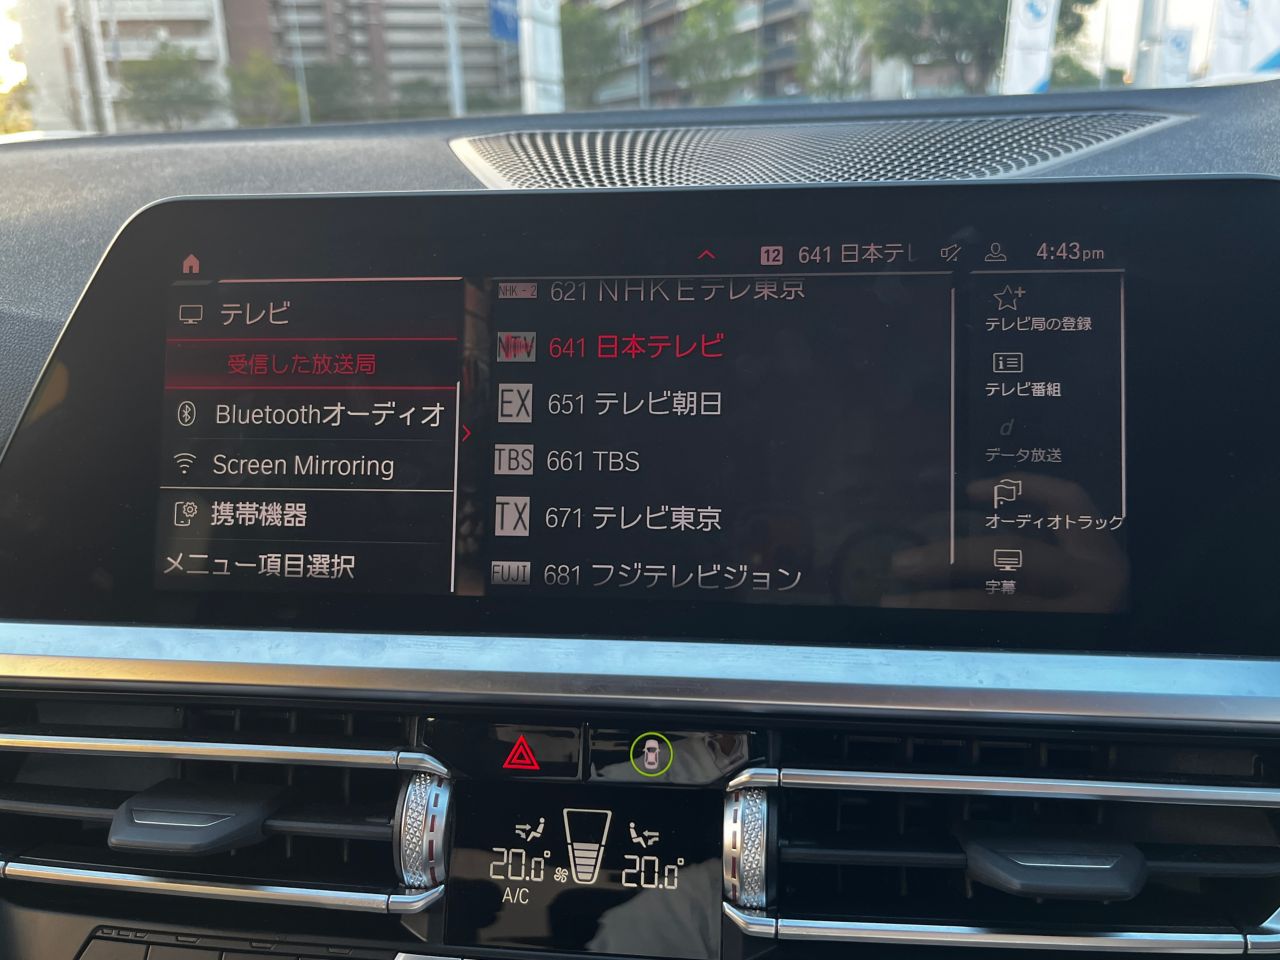 12 641 日本テレ 4:43pm
テレビ
受信した放送局
Bluetoothオーディオ
Screen Mirroring
携帯機器
メニュー項目選択
NHK-2 621 NHKEテレ東京
NTV 641 日本テレビ
EX 651 テレビ朝日
TBS 661 TBS
TX 671 テレビ東京
FUJI 681 フジテレビジョン
テレビ局の登録
テレビ番組
d
データ放送
オーディオトラック
字幕
20.0° 20.0°
A/C